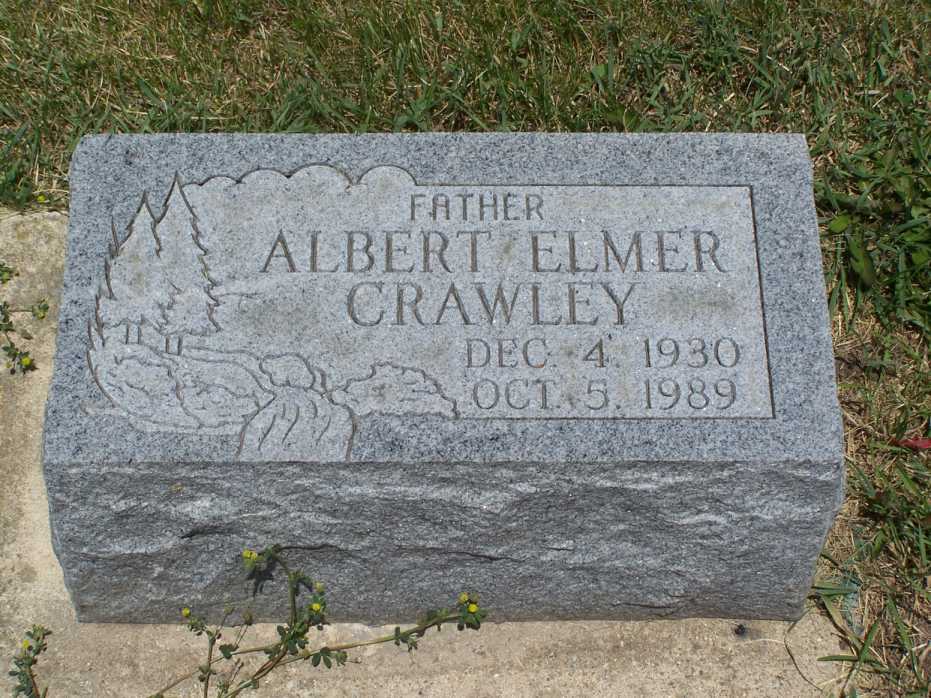 FATHER
ALBERT ELMER
CRAWLEY
DEC. 4. 1930
OCT. 5. 1989